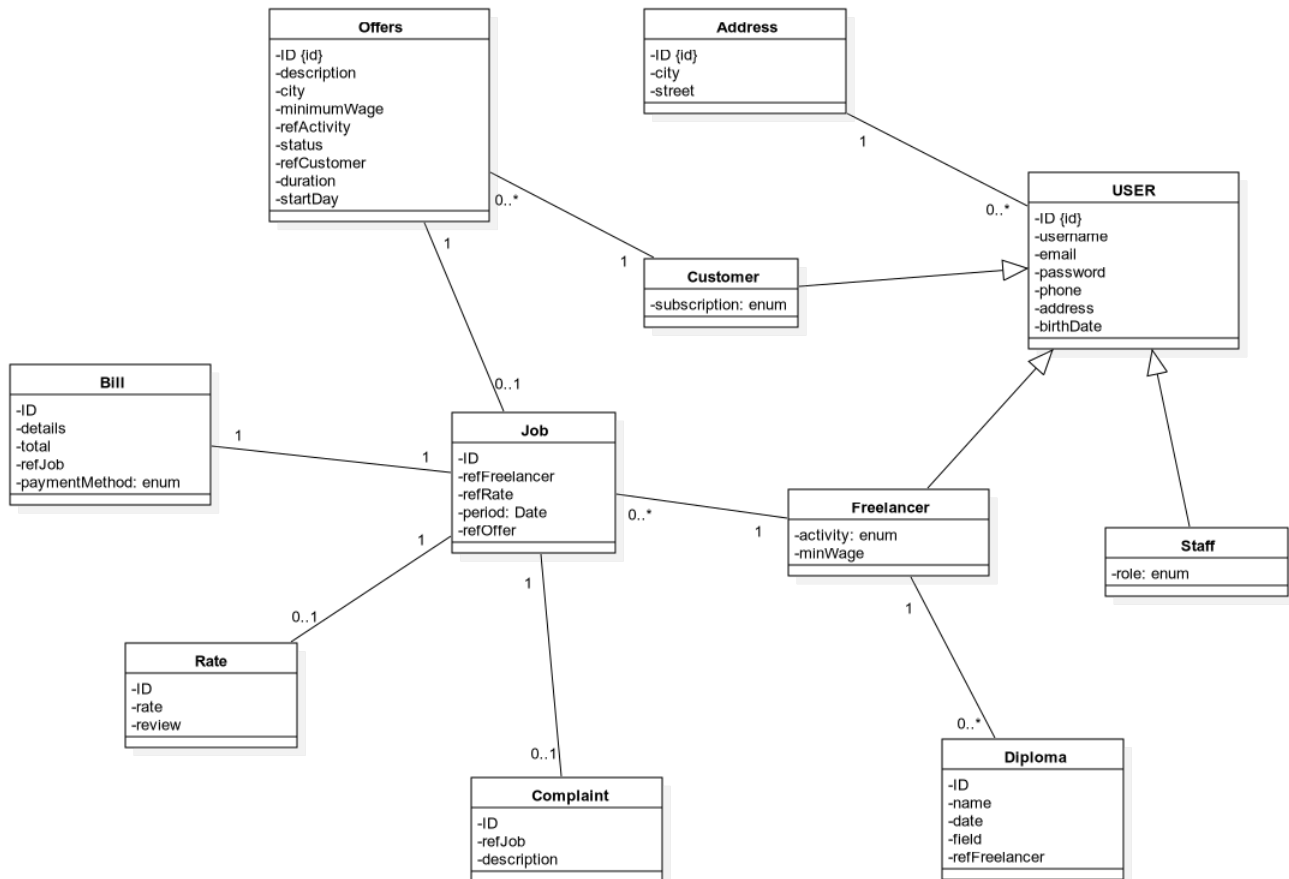 Offers
-ID {id}
-description
-city
-minimumWage
-refActivity
-status
-refCustomer
-duration
-startDay
Address
-ID {id}
-city
-street
1
0..*
USER
-ID {id}
-username
-email
-password
-phone
-address
-birthDate
0..*
1
Customer
-subscription: enum
1
0..1
Bill
-ID
-details
-total
-refJob
-paymentMethod: enum
1
1
Job
-ID
-refFreelancer
-refRate
-period: Date
-refOffer
0..*
1
Freelancer
-activity: enum
-minWage
Staff
-role: enum
1
0..1
Rate
-ID
-rate
-review
1
0..1
Complaint
-ID
-refJob
-description
1
0..*
Diploma
-ID
-name
-date
-field
-refFreelancer